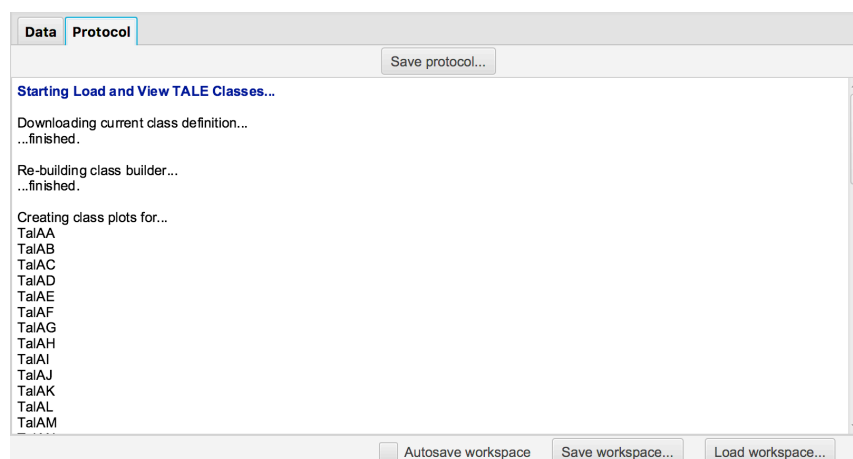 Data Protocol
Save protocol...
Starting Load and View TALE Classes...
Downloading current class definition...
...finished.
Re-building class builder...
...finished.
Creating class plots for...
TalAA
TalAB
TalAC
TalAD
TalAE
TalAF
TalAG
TalAH
TalAI
TalAJ
TalAK
TalAL
TalAM
Autosave workspace Save workspace... Load workspace...